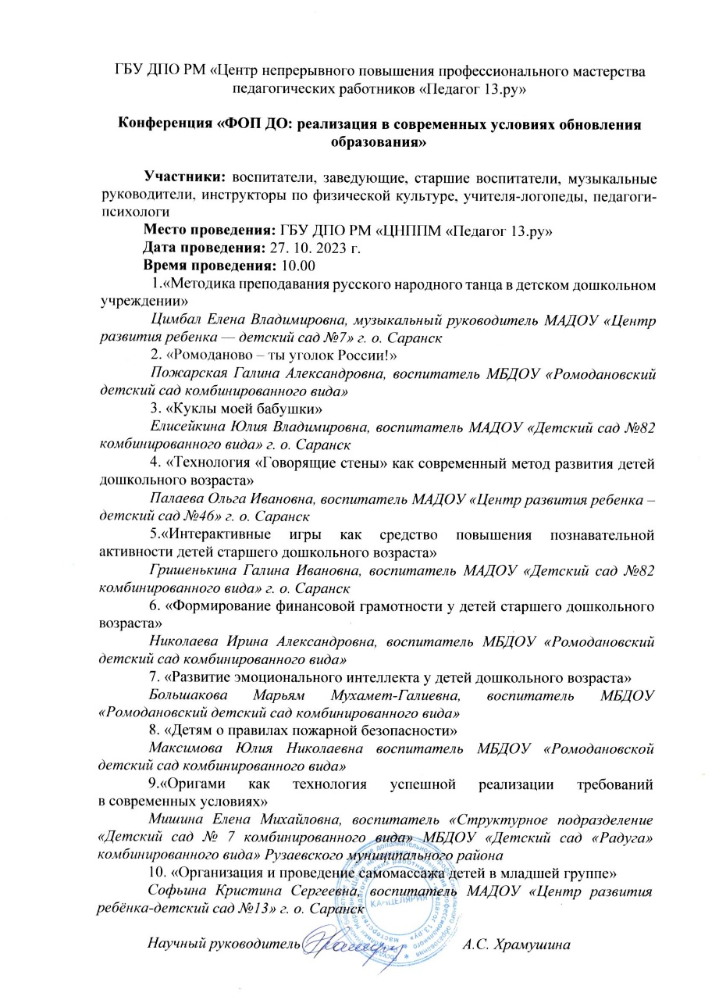 ГБУ ДПО РМ «Центр непрерывного повышения профессионального мастерства
педагогических работников «Педагог 13.ру»
Конференция «ФОП ДО: реализация в современных условиях обновления
образования»
Участники: воспитатели, заведующие, старшие воспитатели, музыкальные
руководители, инструкторы по физической культуре, учителя-логопеды, педагоги-
психологи
Место проведения: ГБУ ДПО РМ «ЦНППМ «Педагог 13.ру»
Дата проведения: 27. 10. 2023 г.
Время проведения: 10.00
1.«Методика преподавания русского народного танца в детском дошкольном
учреждении»
Цимбал Елена Владимировна, музыкальный руководитель МАДОУ «Центр
развития ребенка — детский сад №7» г. о. Саранск
2. «Ромоданово – ты уголок России!»
Пожарская Галина Александровна, воспитатель МБДОУ «Ромодановский
детский сад комбинированного вида»
3. «Куклы моей бабушки»
Елисейкина Юлия Владимировна, воспитатель МАДОУ «Детский сад №82
комбинированного вида» г. о. Саранск
4. «Технология «Говорящие стены» как современный метод развития детей
дошкольного возраста»
Палаева Ольга Ивановна, воспитатель МАДОУ «Центр развития ребенка –
детский сад №46» г. о. Саранск
5.«Интерактивные игры как средство повышения познавательной
активности детей старшего дошкольного возраста»
Гришенькина Галина Ивановна, воспитатель МАДОУ «Детский сад №82
комбинированного вида» г. о. Саранск
6. «Формирование финансовой грамотности у детей старшего дошкольного
возраста»
Николаева Ирина Александровна, воспитатель МБДОУ «Ромодановский
детский сад комбинированного вида»
7. «Развитие эмоционального интеллекта у детей дошкольного возраста»
Большакова Марьям Мухамет-Галиевна, воспитатель МБДОУ
«Ромодановский детский сад комбинированного вида»
8. «Детям о правилах пожарной безопасности»
Максимова Юлия Николаевна воспитатель МБДОУ «Ромодановской
детский сад комбинированного вида»
9.«Оригами как технология успешной реализации требований
в современных условиях»
Мишина Елена Михайловна, воспитатель «Структурное подразделение
«Детский сад № 7 комбинированного вида» МБДОУ «Детский сад «Радуга»
комбинированного вида» Рузаевского муниципального района
10. «Организация и проведение самомассажа детей в младшей группе»
Софьина Кристина Сергеевна, воспитатель МАДОУ «Центр развития
ребёнка-детский сад №13» г. о. Саранск
КАНЦЕЛЯРИЯ
Научный руководитель А.С. Храмушина